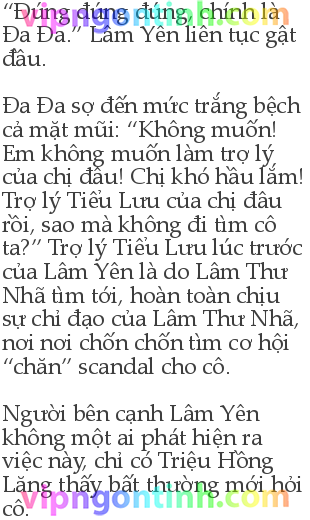 vipngontinh.com
“Đứng đứng đứng, chính là
Đa Đa.” Lâm Yên liên tục gật
đầu.
Đa Đa sợ đến mức trắng bệch
cả mặt mũi: “Không muốn!
Em không muốn làm trợ lý
của chị đâu! Chị khó hầu lắm!
Trợ lý Tiểu Lưu của chị đâu
rồi, sao mà không đi tìm cô
ta?” Trợ lý Tiểu Lưu lúc trước
của Lâm Yên là do Lâm Thư
Nhã tìm tới, hoàn toàn chịu
sự chỉ đạo của Lâm Thư Nhã,
nơi nơi chốn chốn tìm cơ hội
“chăn” scandal cho cô.
Người bên cạnh Lâm Yên
không một ai phát hiện ra
việc này, chỉ có Triệu Hồng
Lăng thấy bất thường mới hỏi
cô.
vipngontinh.com